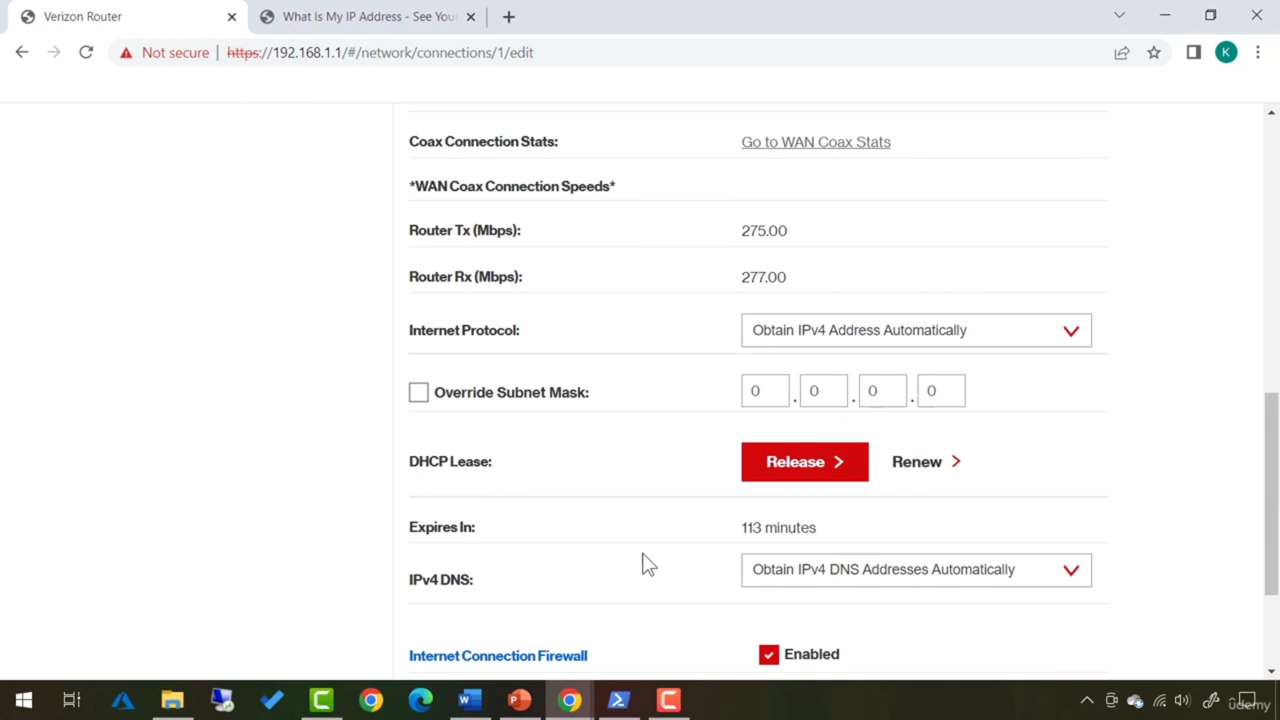 Verizon Router
What Is My IP Address - See You
Not secure
https://192.168.1.1/#/network/connections/1/edit
K
Coax Connection Stats: Go to WAN Coax Stats
*WAN Coax Connection Speeds*
Router Tx (Mbps): 275.00
Router Rx (Mbps): 277.00
Internet Protocol: Obtain IPv4 Address Automatically
Override Subnet Mask: 0 . 0 . 0 . 0
DHCP Lease: Release Renew
Expires In: 113 minutes
IPv4 DNS: Obtain IPv4 DNS Addresses Automatically
Internet Connection Firewall Enabled
udemy